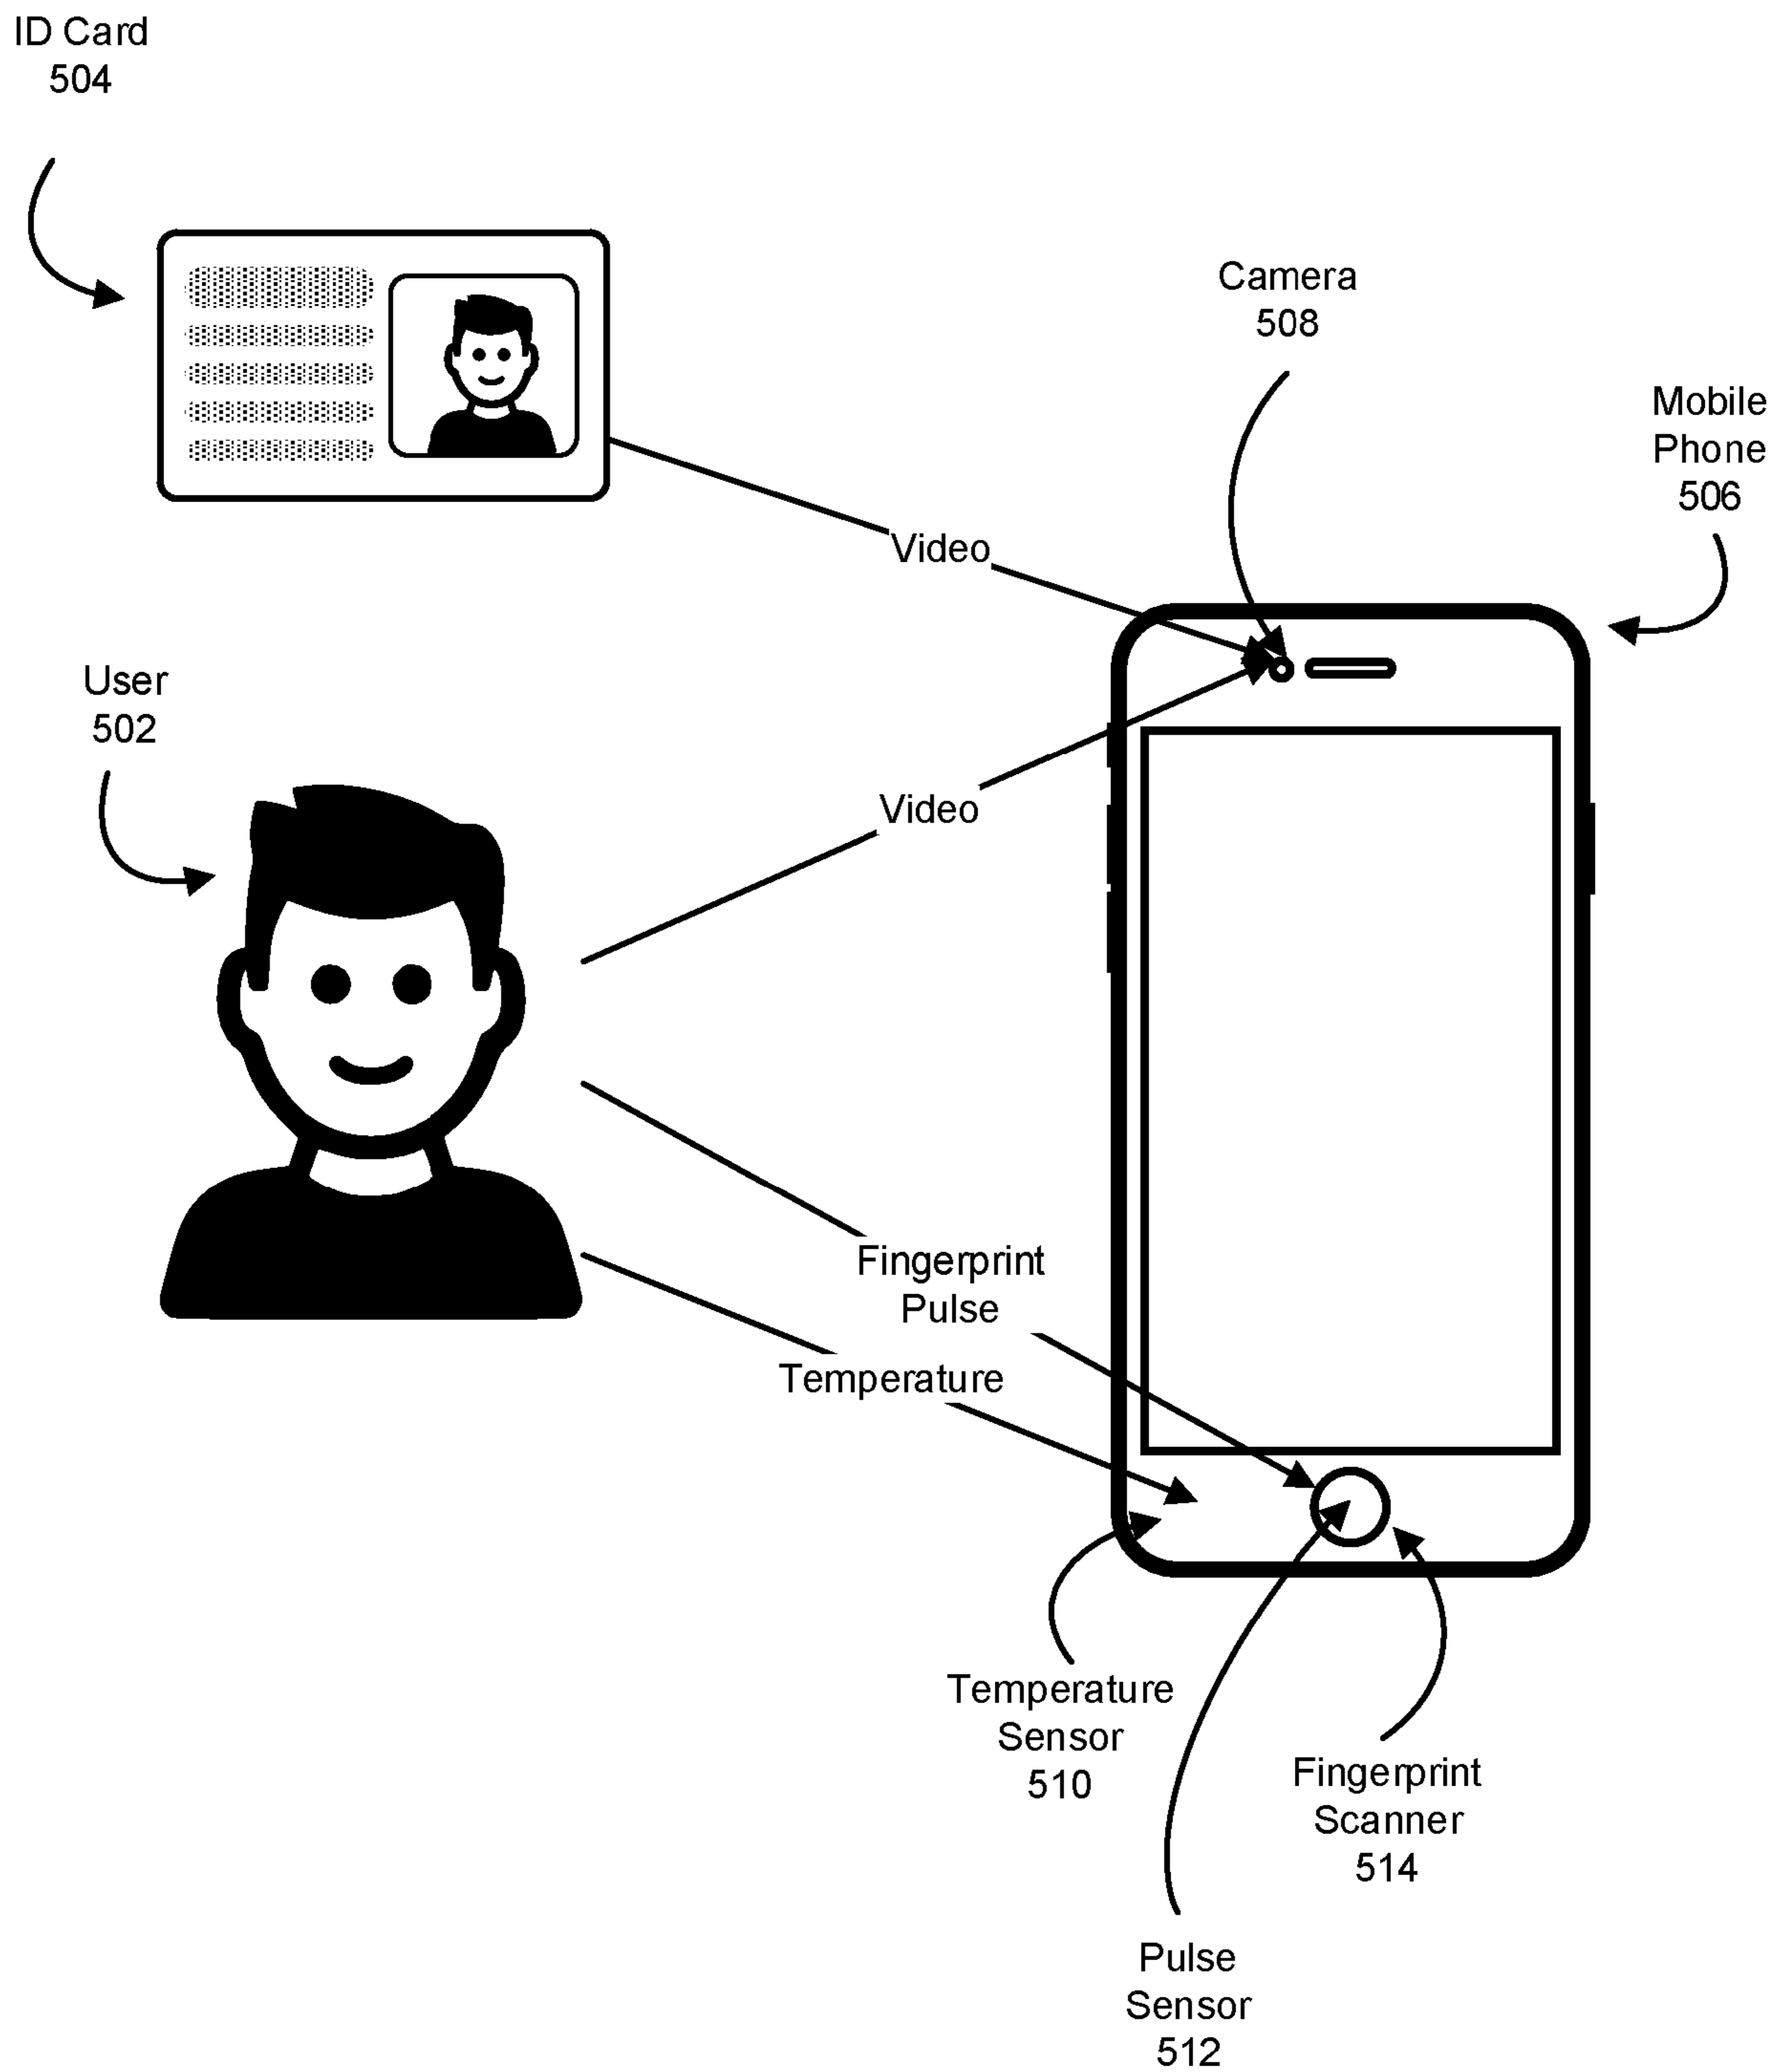 ID Card
504
Camera
508
Mobile
Phone
506
Video
User
502
Video
Fingerprint
Pulse
Temperature
Temperature
Sensor
510
Fingerprint
Scanner
514
Pulse
Sensor
512